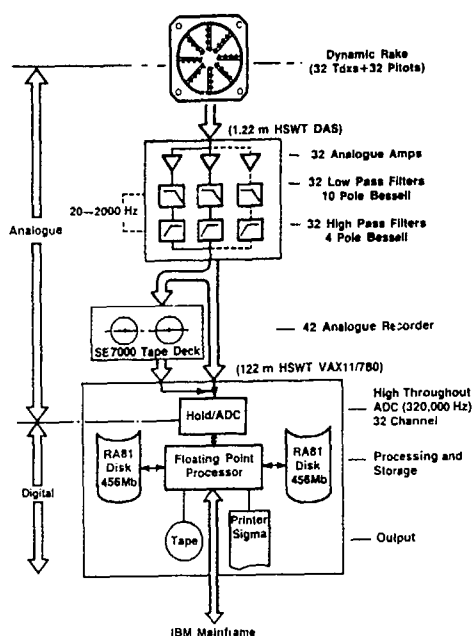 Dynamic Rake
(32 Tdxs+32 Pitots)
(1.22 m HSWT DAS)
32 Analogue Amps
32 Low Pass Filters
10 Pole Bessell
20—2000 Hz
32 High Pass Filters
4 Pole Bessell
Analogue
SE7000 Tape Deck
42 Analogue Recorder
(122 m HSWT VAX11/780)
Hold/ADC
High Throughout
ADC (320,000 Hz)
32 Channel
RA81
Disk
456Mb
Floating Point
Processor
RA81
Disk
456Mb
Processing and
Storage
Digital
Tape
Printer
Sigma
Output
IBM Mainframe